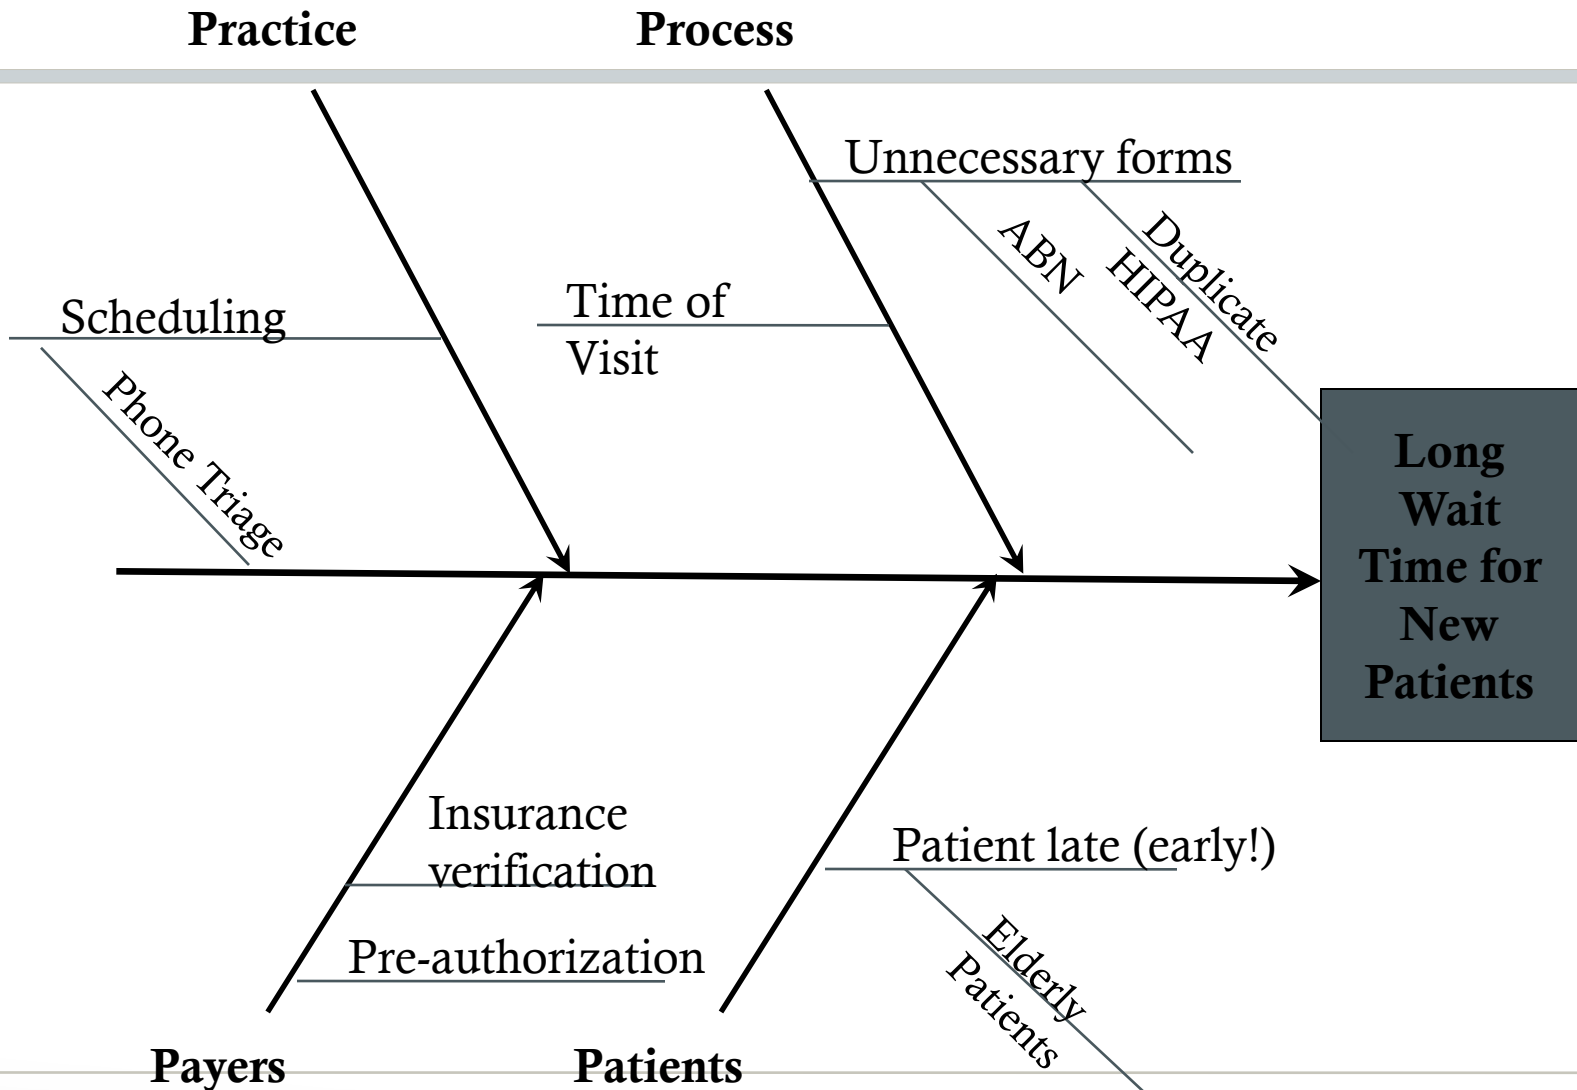 Practice
Process
Unnecessary forms
ABN
Duplicate
HIPAA
Time of
Visit
Scheduling
Phone Triage
Long
Wait
Time for
New
Patients
Insurance
verification
Pre-authorization
Patient late (early!)
Elderly
Patients
Payers
Patients